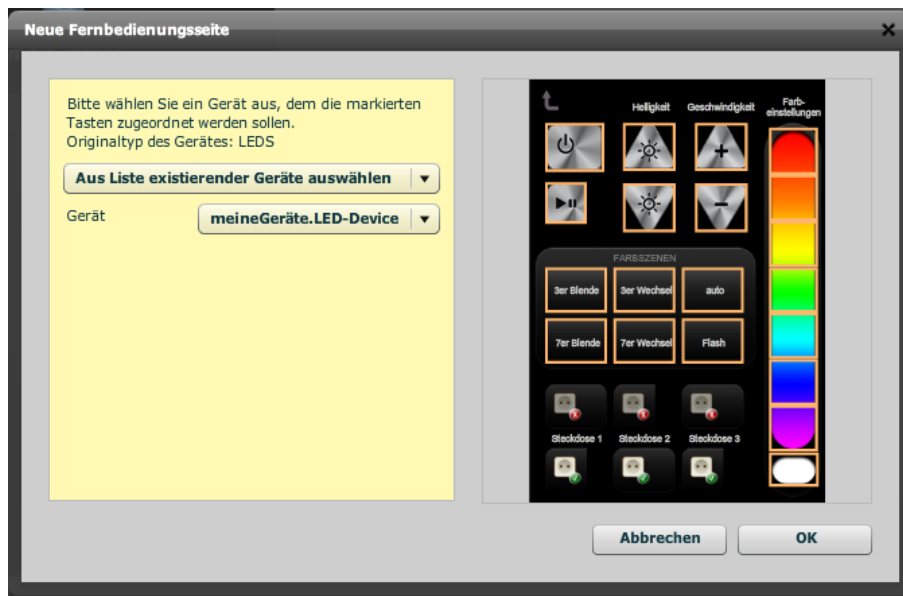 Neue Fernbedienungsseite
Bitte wählen Sie ein Gerät aus, dem die markierten
Tasten zugeordnet werden sollen.
Originaltyp des Gerätes: LEDS
Aus Liste existierender Geräte auswählen
Gerät
meineGeräte.LED-Device
Helligkeit
Geschwindigkeit
Farb-
einstellungen
FARBSZENEN
3er Blende
3er Wechsel
auto
7er Blende
7er Wechsel
Flash
Steckdose 1
Steckdose 2
Steckdose 3
Abbrechen
OK